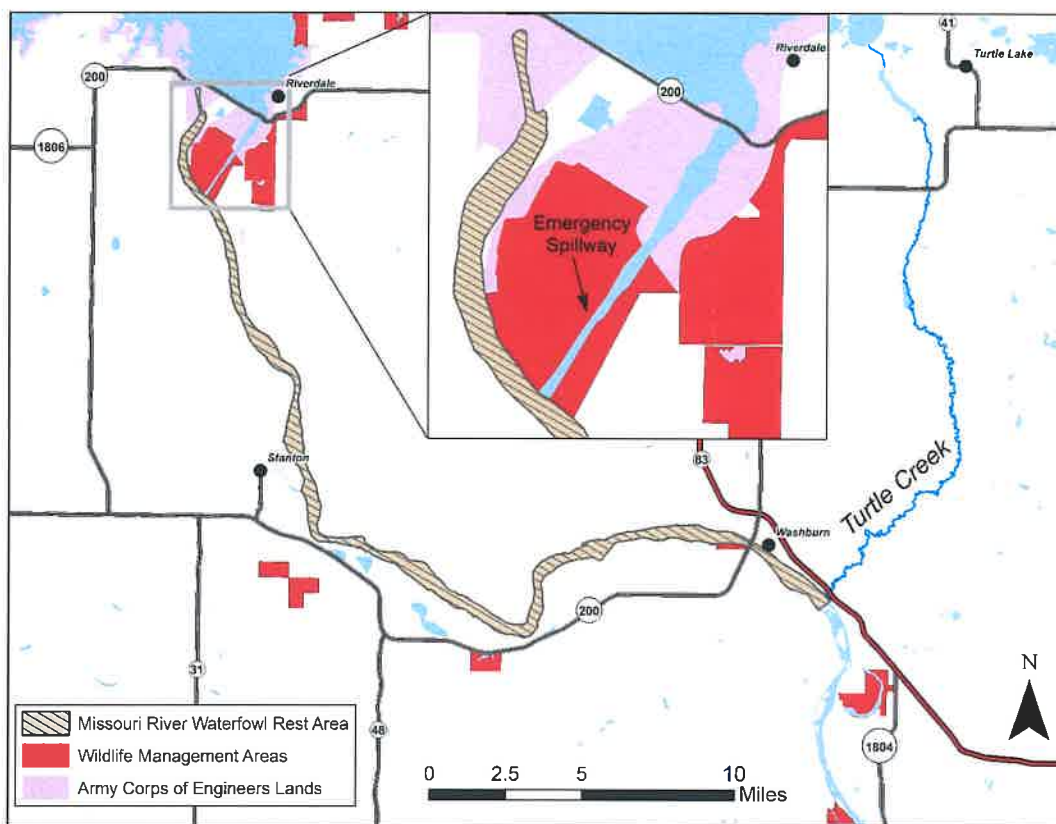 200
Riverdale
1806
Riverdale
200
Emergency
Spillway
41
Turtle Lake
Stanton
83
Washburn
Turtle Creek
200
31
48
1804
N
Missouri River Waterfowl Rest Area
Wildlife Management Areas
Army Corps of Engineers Lands
0 2.5 5 10
Miles